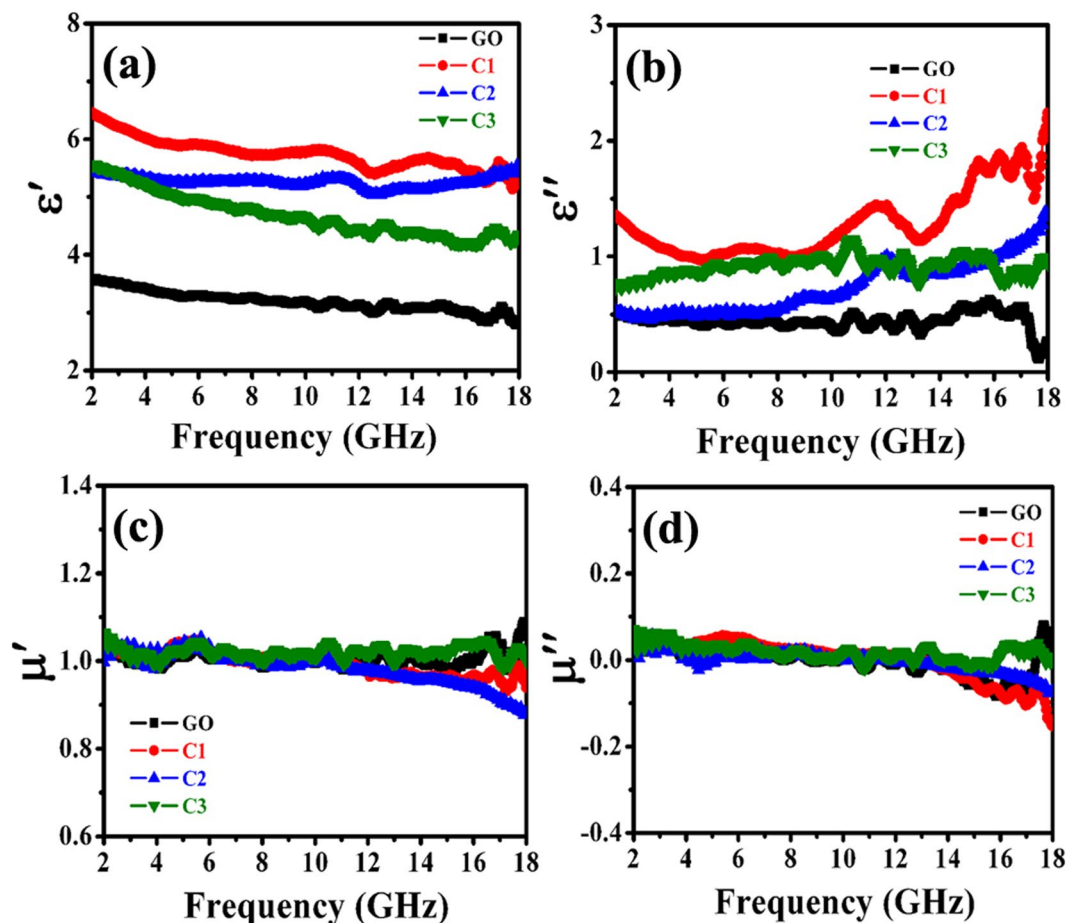 (a)
GO
C1
C2
C3
ε′
8
6
4
2
2 4 6 8 10 12 14 16 18
Frequency (GHz)
(b)
GO
C1
C2
C3
ε′′
3
2
1
0
2 4 6 8 10 12 14 16 18
Frequency (GHz)
(c)
GO
C1
C2
C3
μ′
1.4
1.2
1.0
0.8
0.6
2 4 6 8 10 12 14 16 18
Frequency (GHz)
(d)
GO
C1
C2
C3
μ′′
0.4
0.2
0.0
-0.2
-0.4
2 4 6 8 10 12 14 16 18
Frequency (GHz)